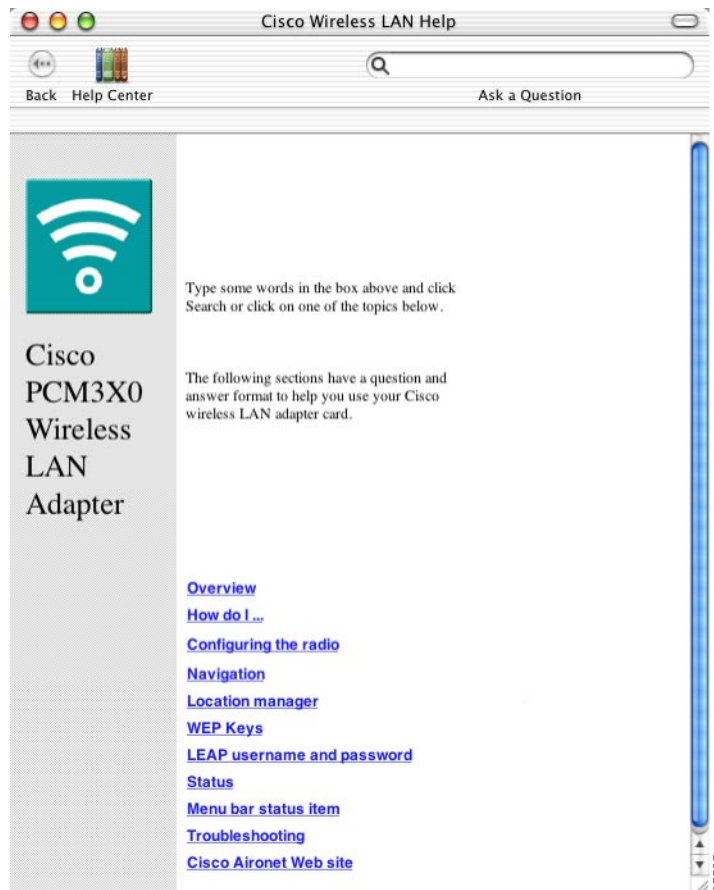 Cisco Wireless LAN Help
Back Help Center
Ask a Question
Cisco
PCM3X0
Wireless
LAN
Adapter
Type some words in the box above and click
Search or click on one of the topics below.
The following sections have a question and
answer format to help you use your Cisco
wireless LAN adapter card.
Overview
How do I ...
Configuring the radio
Navigation
Location manager
WEP Keys
LEAP username and password
Status
Menu bar status item
Troubleshooting
Cisco Aironet Web site